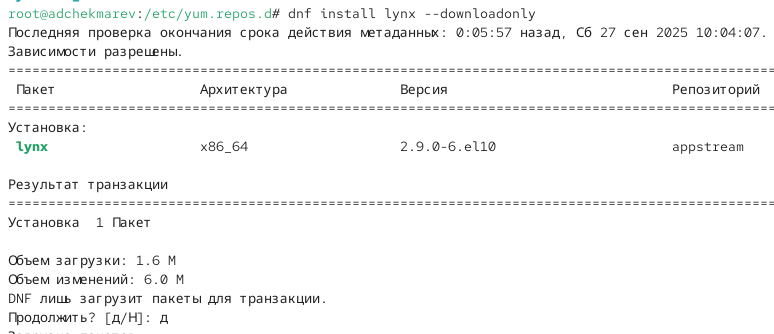 root@adchekmarev:/etc/yum.repos.d# dnf install lynx --downloadonly
Последняя проверка окончания срока действия метаданных: 0:05:57 назад, Сб 27 сен 2025 10:04:07.
Зависимости разрешены.
================================================================================================
Пакет Архитектура Версия Репозиторий
================================================================================================
Установка:
lynx x86_64 2.9.0-6.el10 appstream
Результат транзакции
================================================================================================
Установка 1 Пакет
Объем загрузки: 1.6 M
Объем изменений: 6.0 M
DNF лишь загрузит пакеты для транзакции.
Продолжить? [д/Н]: д